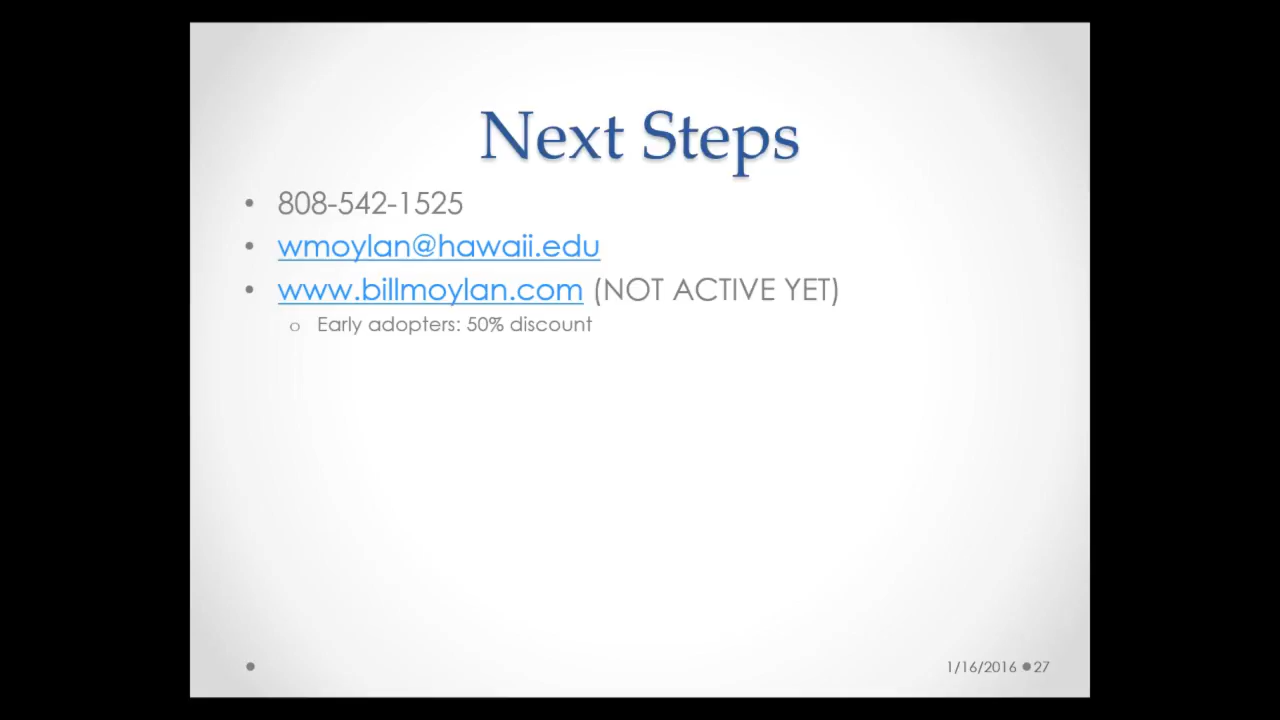 Next Steps
• 808-542-1525
• wmoylan@hawaii.edu
• www.billmoylan.com (NOT ACTIVE YET)
o Early adopters: 50% discount
• 1/16/2016 • 27